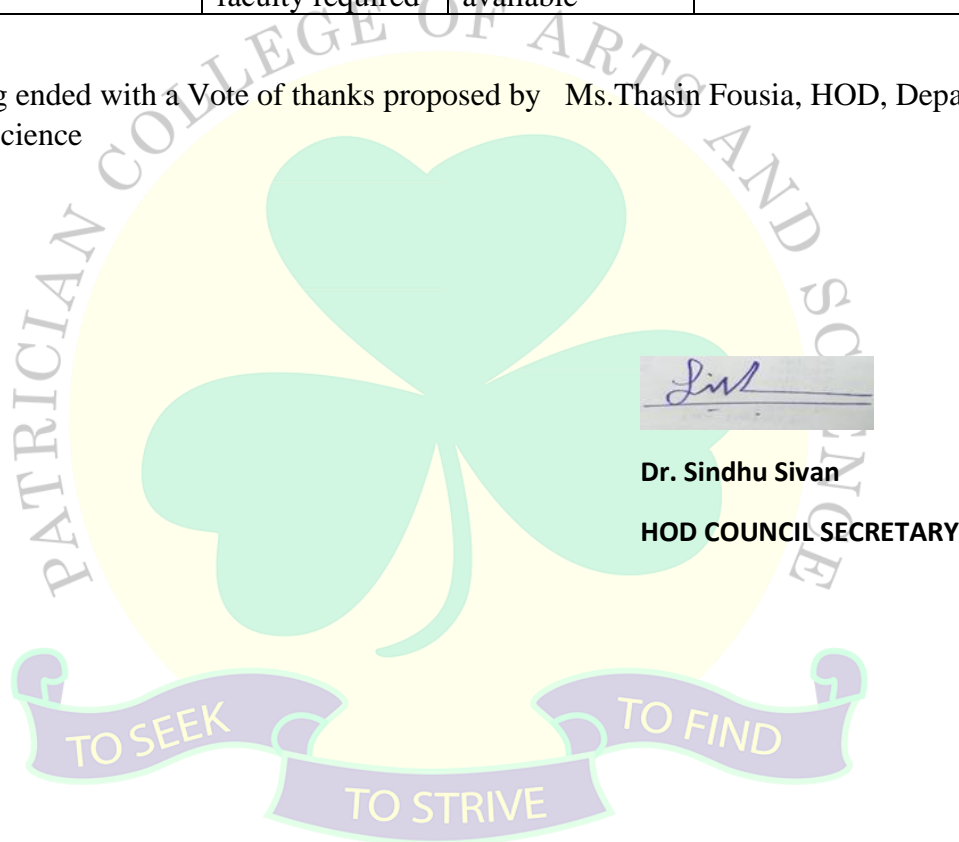 faculty required available
g ended with a Vote of thanks proposed by Ms.Thasin Fousia, HOD, Depa
cience
PATRICIAN COLLEGE OF ARTS AND SCIENCE
Dr. Sindhu Sivan
HOD COUNCIL SECRETARY
TO SEEK
TO STRIVE
TO FIND